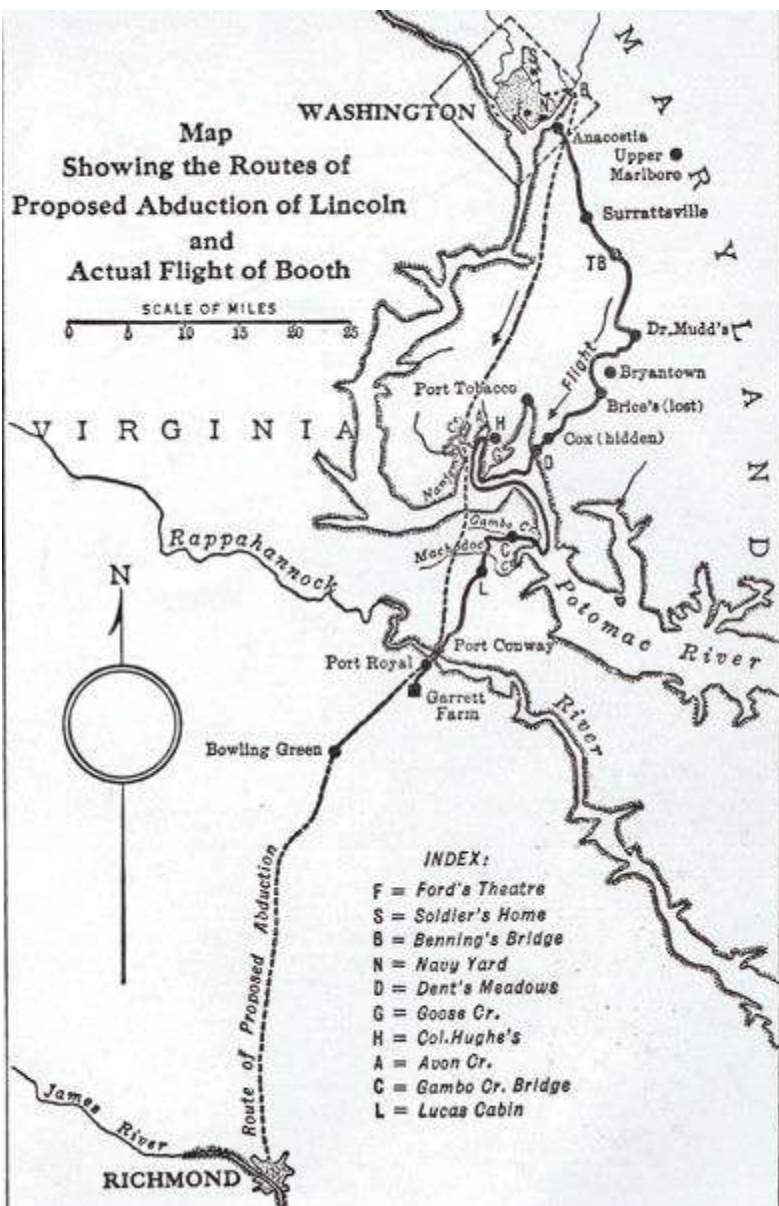 Map
Showing the Routes of
Proposed Abduction of Lincoln
and
Actual Flight of Booth
SCALE OF MILES
0 5 10 15 20 25
WASHINGTON
MARYLAND
S
B
N
F
Anacostia
Upper
Marlboro
Surrattsville
TB
Dr. Mudd's
Flight
Bryantown
Brice's (lost)
Port Tobacco
Cox (hidden)
A
H
G
D
VIRGINIA
Gambo Cr.
Machodoc
C
Cr.
L
Rappahannock
River
Potomac River
N
Port Conway
Port Royal
Garrett
Farm
Bowling Green
Route of Proposed Abduction
INDEX:
F = Ford's Theatre
S = Soldier's Home
B = Benning's Bridge
N = Navy Yard
D = Dent's Meadows
G = Goose Cr.
H = Col. Hughe's
A = Avon Cr.
C = Gambo Cr. Bridge
L = Lucas Cabin
James River
RICHMOND